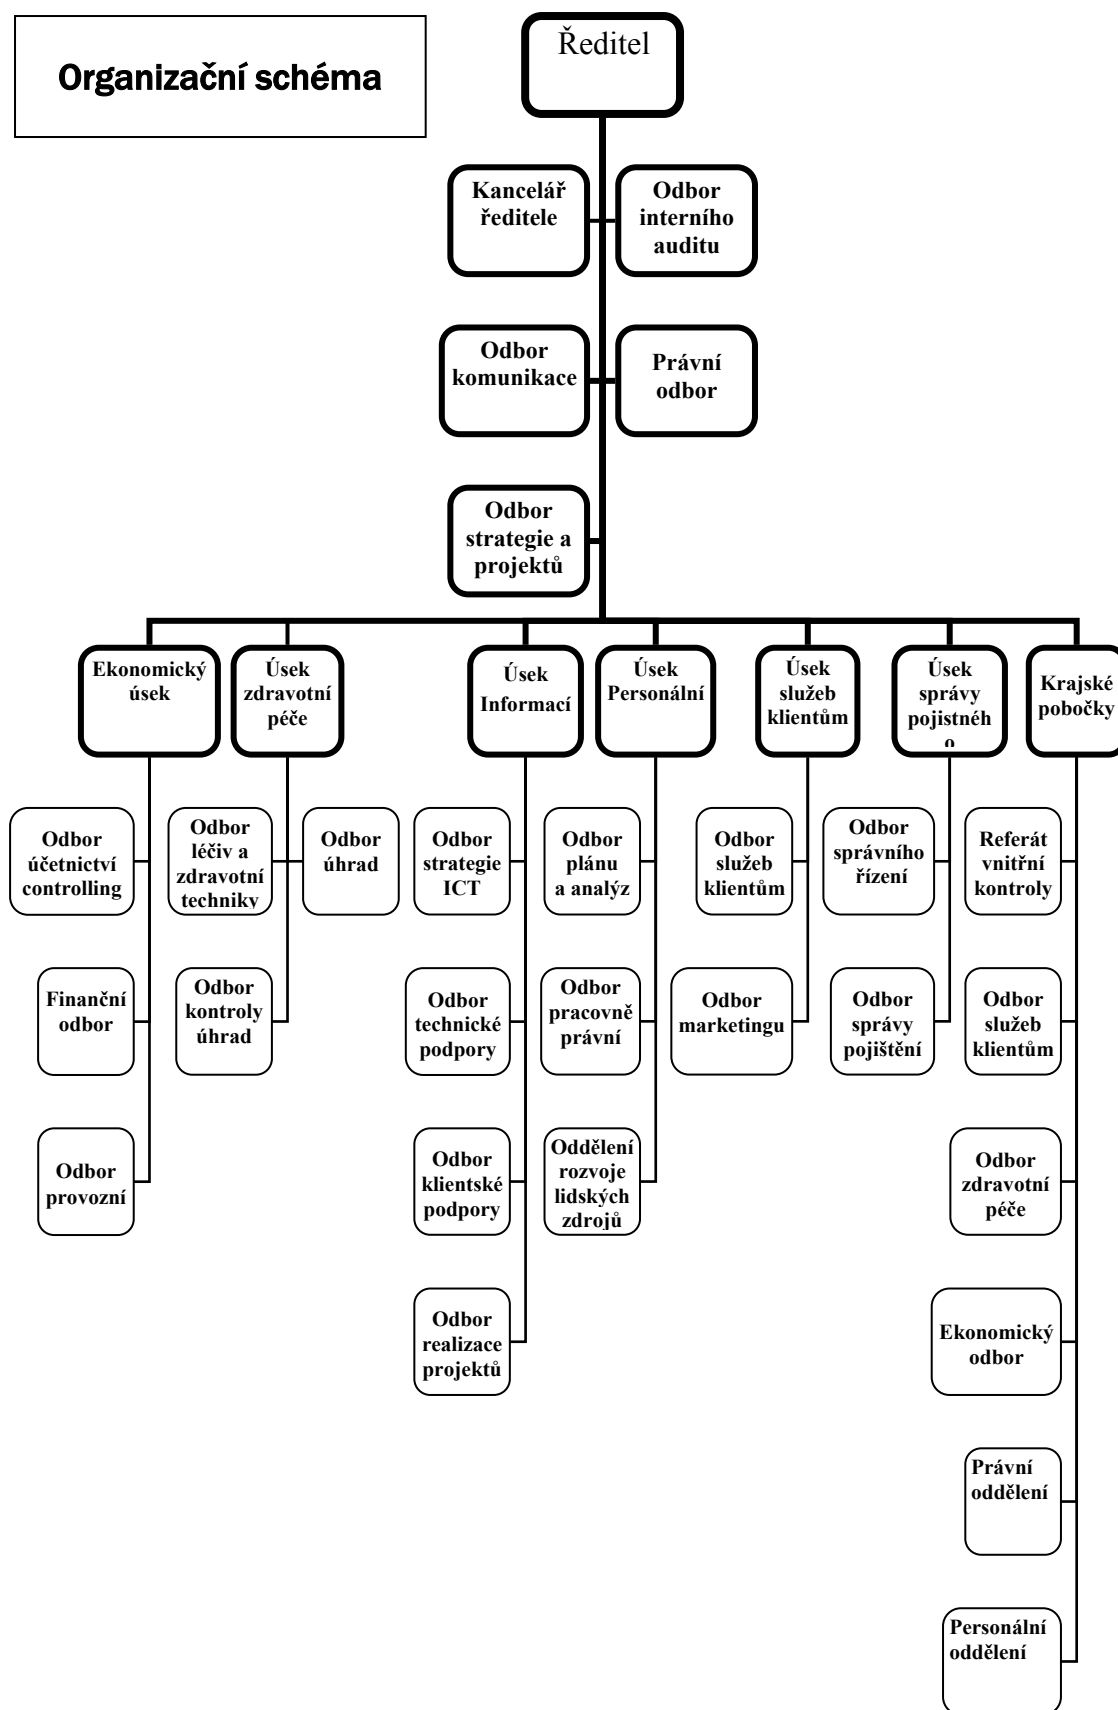 Organizační schéma
Ředitel
Kancelář
ředitele
Odbor
interního
auditu
Odbor
komunikace
Právní
odbor
Odbor
strategie a
projektů
Ekonomický
úsek
Úsek
zdravotní
péče
Úsek
Informací
Úsek
Personální
Úsek
služeb
klientům
Úsek
správy
pojistnéh
o
Krajské
pobočky
Odbor
účetnictví
controlling
Odbor
léčiv a
zdravotní
techniky
Odbor
úhrad
Odbor
strategie
ICT
Odbor
plánu
a analýz
Odbor
služeb
klientům
Odbor
správního
řízení
Referát
vnitřní
kontroly
Finanční
odbor
Odbor
kontroly
úhrad
Odbor
technické
podpory
Odbor
pracovně
právní
Odbor
marketingu
Odbor
správy
pojištění
Odbor
služeb
klientům
Odbor
provozní
Odbor
klientské
podpory
Oddělení
rozvoje
lidských
zdrojů
Odbor
zdravotní
péče
Odbor
realizace
projektů
Ekonomický
odbor
Právní
oddělení
Personální
oddělení